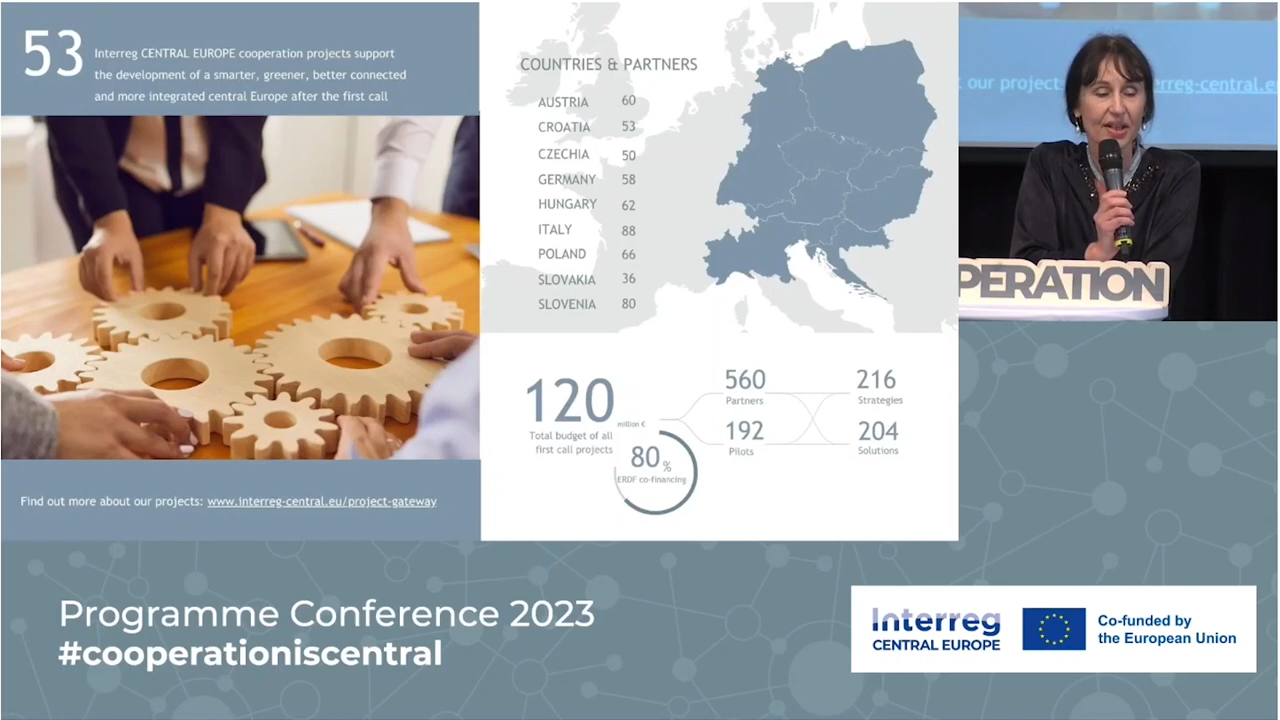 53
Interreg CENTRAL EUROPE cooperation projects support
the development of a smarter, greener, better connected
and more integrated central Europe after the first call
Find out more about our projects: www.interreg-central.eu/project-gateway
COUNTRIES & PARTNERS
AUSTRIA 60
CROATIA 53
CZECHIA 50
GERMANY 58
HUNGARY 62
ITALY 88
POLAND 66
SLOVAKIA 36
SLOVENIA 80
120
million €
Total budget of all
first call projects
80%
ERDF co-financing
560
Partners
192
Pilots
216
Strategies
204
Solutions
our project
erreg-central.e
PERATION
Programme Conference 2023
#cooperationiscentral
Interreg
CENTRAL EUROPE
Co-funded by
the European Union